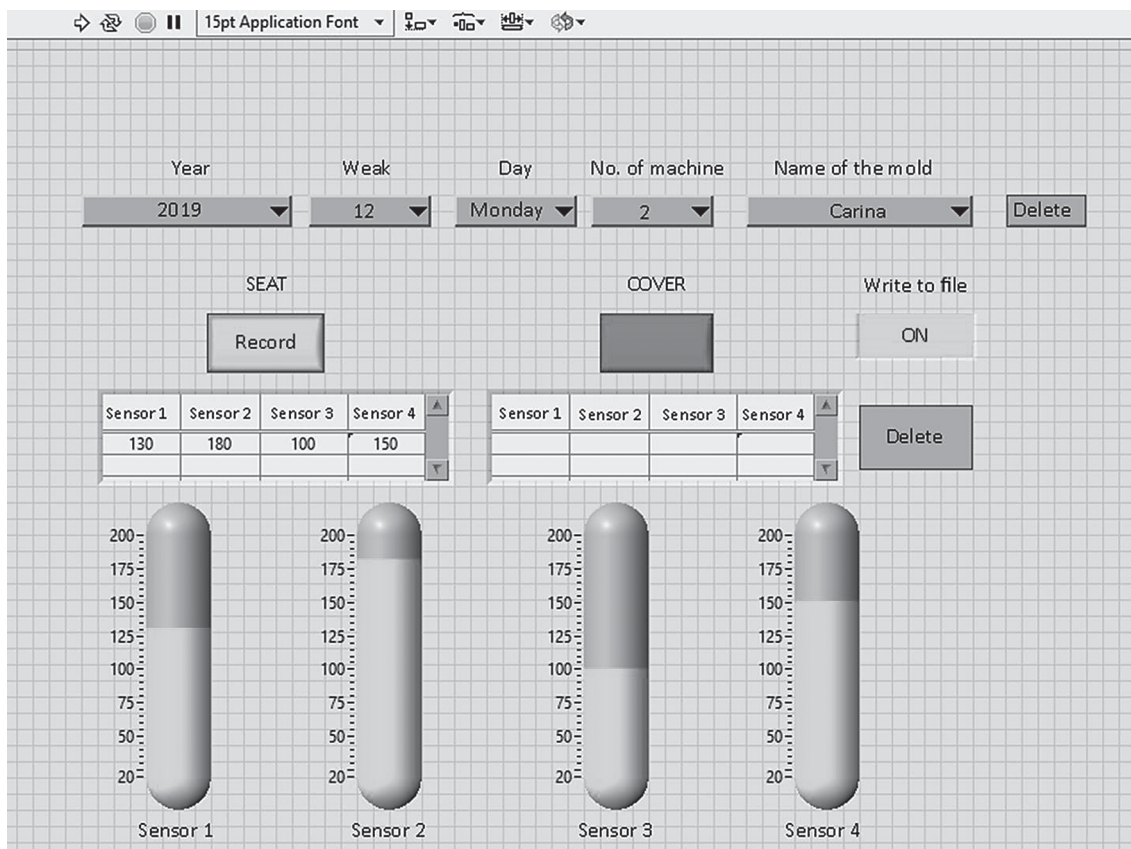 15pt Application Font
Year Weak Day No. of machine Name of the mold
2019 12 Monday 2 Carina Delete
SEAT COVER Write to file
Record ON
Sensor 1 Sensor 2 Sensor 3 Sensor 4 Sensor 1 Sensor 2 Sensor 3 Sensor 4
130 180 100 150
Delete
200 200 200 200
175 175 175 175
150 150 150 150
125 125 125 125
100 100 100 100
75 75 75 75
50 50 50 50
20 20 20 20
Sensor 1 Sensor 2 Sensor 3 Sensor 4